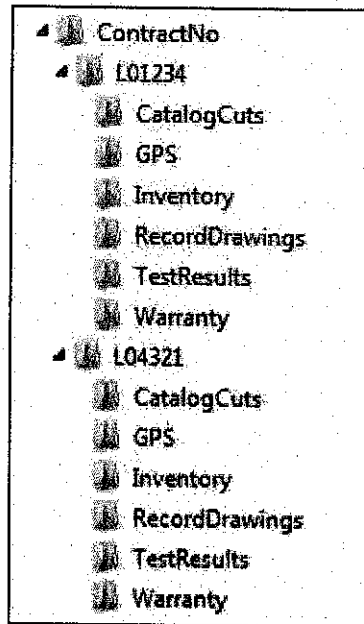 ContractNo
L01234
CatalogCuts
GPS
Inventory
RecordDrawings
TestResults
Warranty
L04321
CatalogCuts
GPS
Inventory
RecordDrawings
TestResults
Warranty